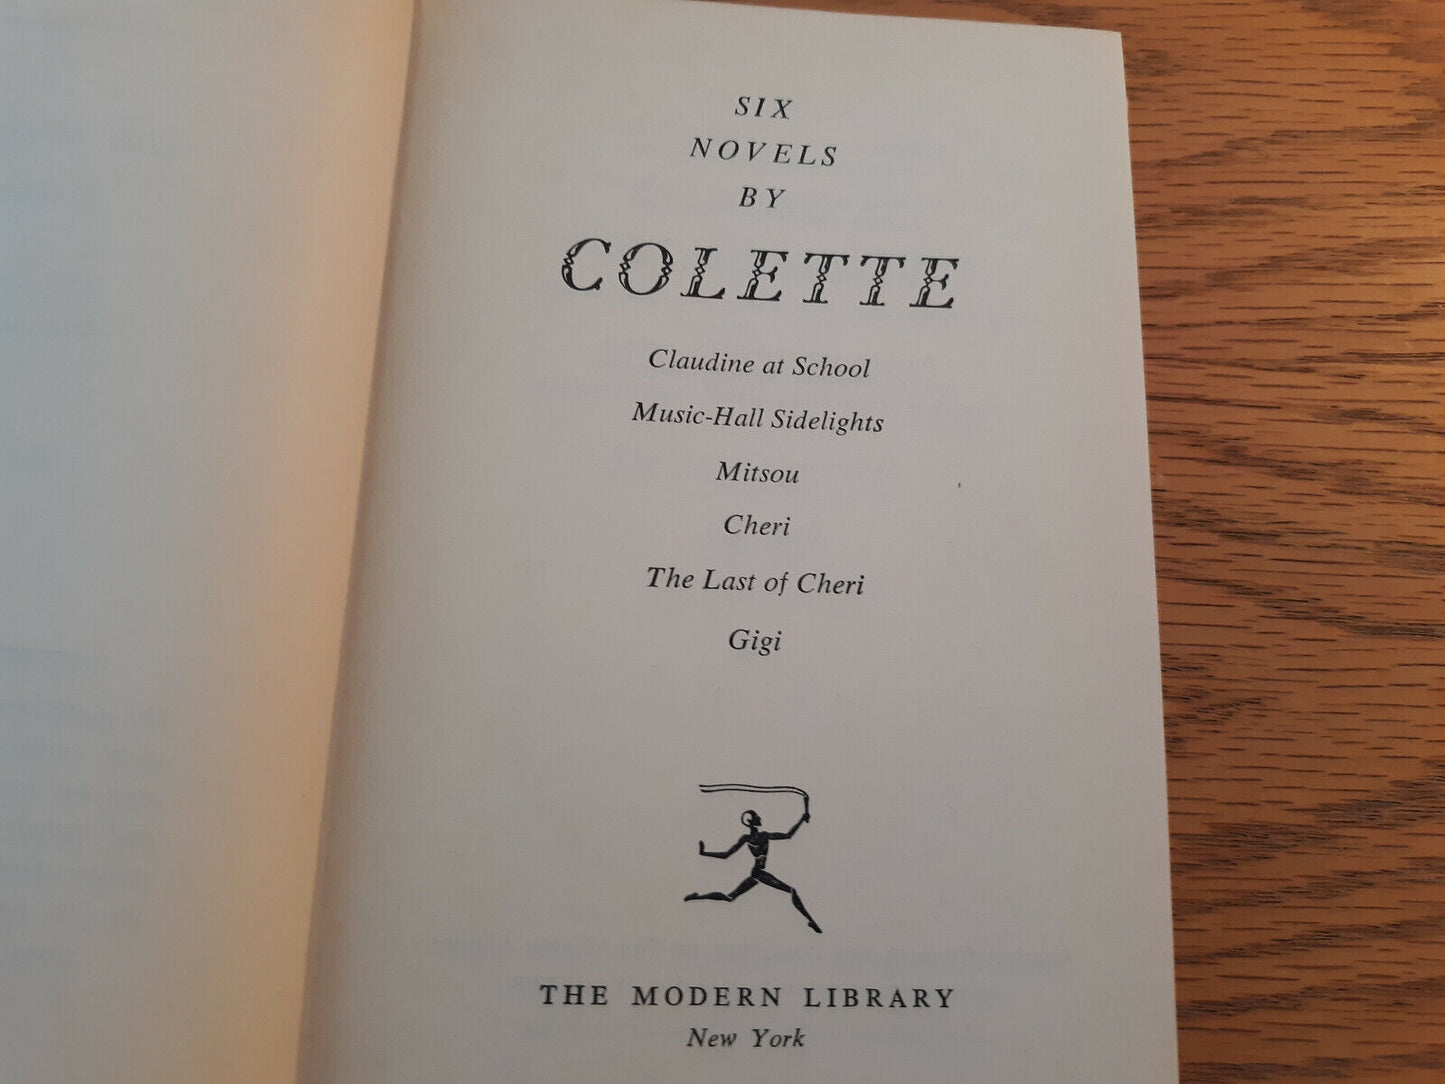 SIX
NOVELS
BY
COLETTE
Claudine at School
Music-Hall Sidelights
Mitsou
Cheri
The Last of Cheri
Gigi
THE MODERN LIBRARY
New York